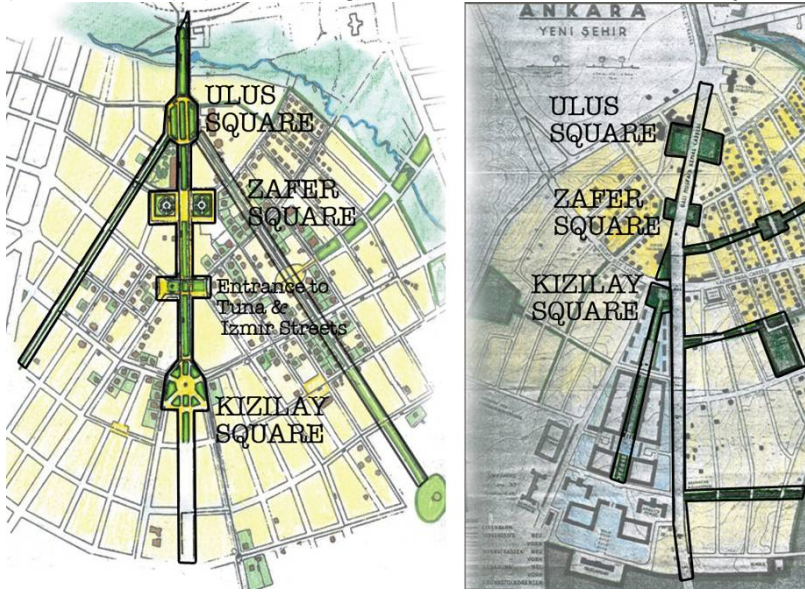 ULUS
SQUARE
ZAFER
SQUARE
Entrance to
Tuna &
Izmir Streets
KIZILAY
SQUARE
ANKARA
YENİ ŞEHİR
ULUS
SQUARE
ZAFER
SQUARE
KIZILAY
SQUARE